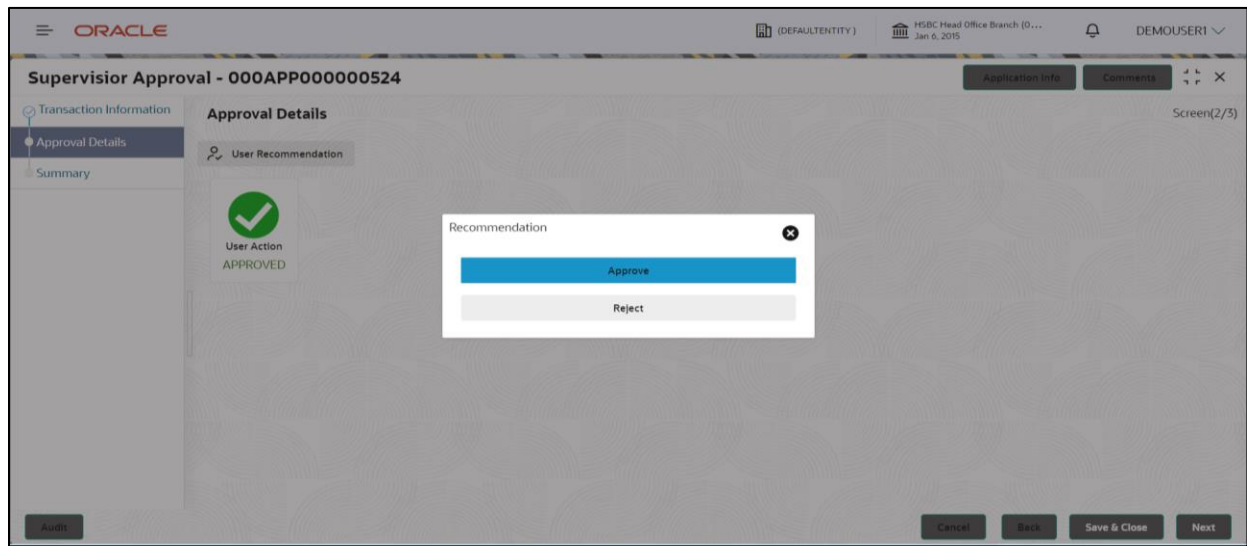 ORACLE
(DEFAULTENTITY)
HSBC Head Office Branch (0...
Jan 6, 2015
DEMOUSER1
Supervisior Approval - 000APP000000524
Application Info
Comments
Transaction Information
Approval Details
Summary
Approval Details
Screen(2/3)
User Recommendation
User Action
APPROVED
Recommendation
Approve
Reject
Audit
Cancel
Back
Save & Close
Next